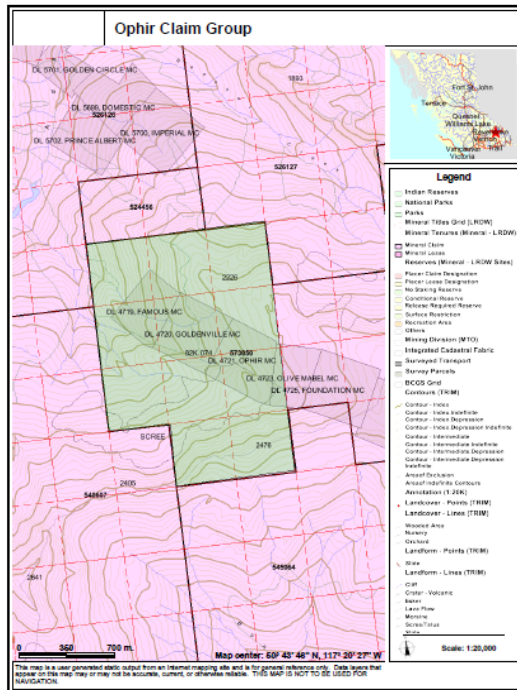 Ophir Claim Group
DL 5701, GOLDEN CIRCLE MC
1893
DL 5699, DOMESTIC MC
526126
DL 5700, IMPERIAL MC
DL 5702, PRINCE ALBERT MC
526127
524456
2226
DL 4719, FAMOUS MC
DL 4720, GOLDENVILLE MC
82K.074
573650
DL 4721, OPHIR MC
DL 4723, OLIVE MABEL MC
DL 4725, FOUNDATION MC
SCREE
2476
2405
545064
2641
0 350 700 m.
Map center: 50° 43' 46" N, 117° 20' 27" W
This map is a user generated static output from an Internet mapping site and is for general reference only. Data layers that
appear on this map may or may not be accurate, current, or otherwise reliable. THIS MAP IS NOT TO BE USED FOR
NAVIGATION.
Fort St. John
Terrace
Quesnel
Williams Lake
Vancouver
Trail
Victoria
Legend
Indian Reserves
National Parks
Parks
Mineral Titles Grid (LRDW)
Mineral Tenures (Mineral - LRDW)
Mineral Claim
Mineral Lease
Reserves (Mineral - LRDW Sites)
Placer Claim Designation
Placer Lease Designation
No Staking Reserve
Conditional Reserve
Release Required Reserve
Surface Restriction
Recreation Area
Others
Mining Division (MTO)
Integrated Cadastral Fabric
Surveyed Transport
Survey Parcels
BCGS Grid
Contours (TRIM)
Contour - Index
Contour - Index Indefinite
Contour - Index Depression
Contour - Index Depression Indefinite
Contour - Intermediate
Contour - Intermediate Indefinite
Contour - Intermediate Depression
Contour - Intermediate Depression
Indefinite
Area of Exclusion
Area of Indefinite Contours
Annotation (1:20K)
Landcover - Points (TRIM)
Landcover - Lines (TRIM)
Wooded Area
Nursery
Orchard
Landform - Points (TRIM)
Slide
Landform - Lines (TRIM)
Cliff
Crater - Volcanic
Esker
Lava Flow
Moraine
Scree/Talus
Scale: 1:20,000